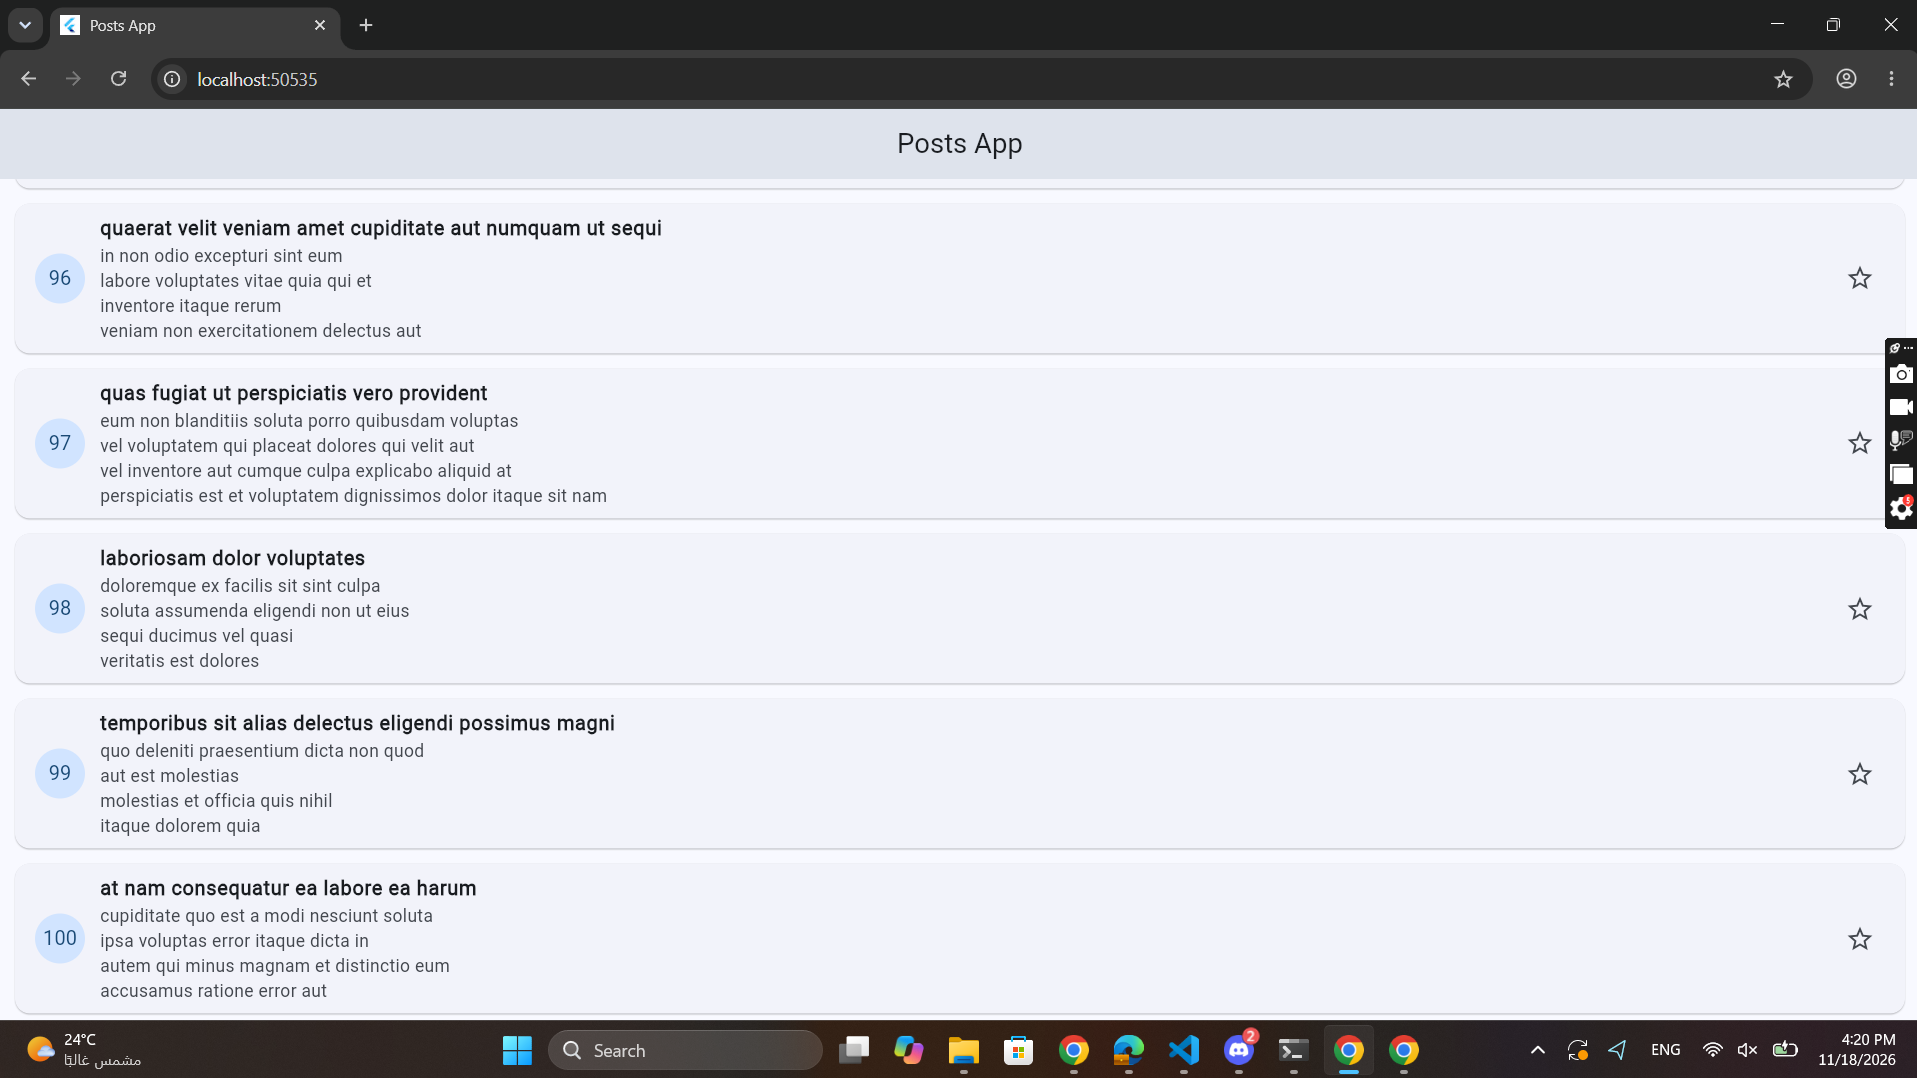 Posts App
localhost:50535
Posts App
quaerat velit veniam amet cupiditate aut numquam ut sequi
96
in non odio excepturi sint eum
labore voluptates vitae quia qui et
inventore itaque rerum
veniam non exercitationem delectus aut
quas fugiat ut perspiciatis vero provident
97
eum non blanditiis soluta porro quibusdam voluptas
vel voluptatem qui placeat dolores qui velit aut
vel inventore aut cumque culpa explicabo aliquid at
perspiciatis est et voluptatem dignissimos dolor itaque sit nam
5
laboriosam dolor voluptates
98
doloremque ex facilis sit sint culpa
soluta assumenda eligendi non ut eius
sequi ducimus vel quasi
veritatis est dolores
temporibus sit alias delectus eligendi possimus magni
99
quo deleniti praesentium dicta non quod
aut est molestias
molestias et officia quis nihil
itaque dolorem quia
at nam consequatur ea labore ea harum
100
cupiditate quo est a modi nesciunt soluta
ipsa voluptas error itaque dicta in
autem qui minus magnam et distinctio eum
accusamus ratione error aut
24°C
مشمس غالبًا
Search
2
ENG
4:20 PM
11/18/2026